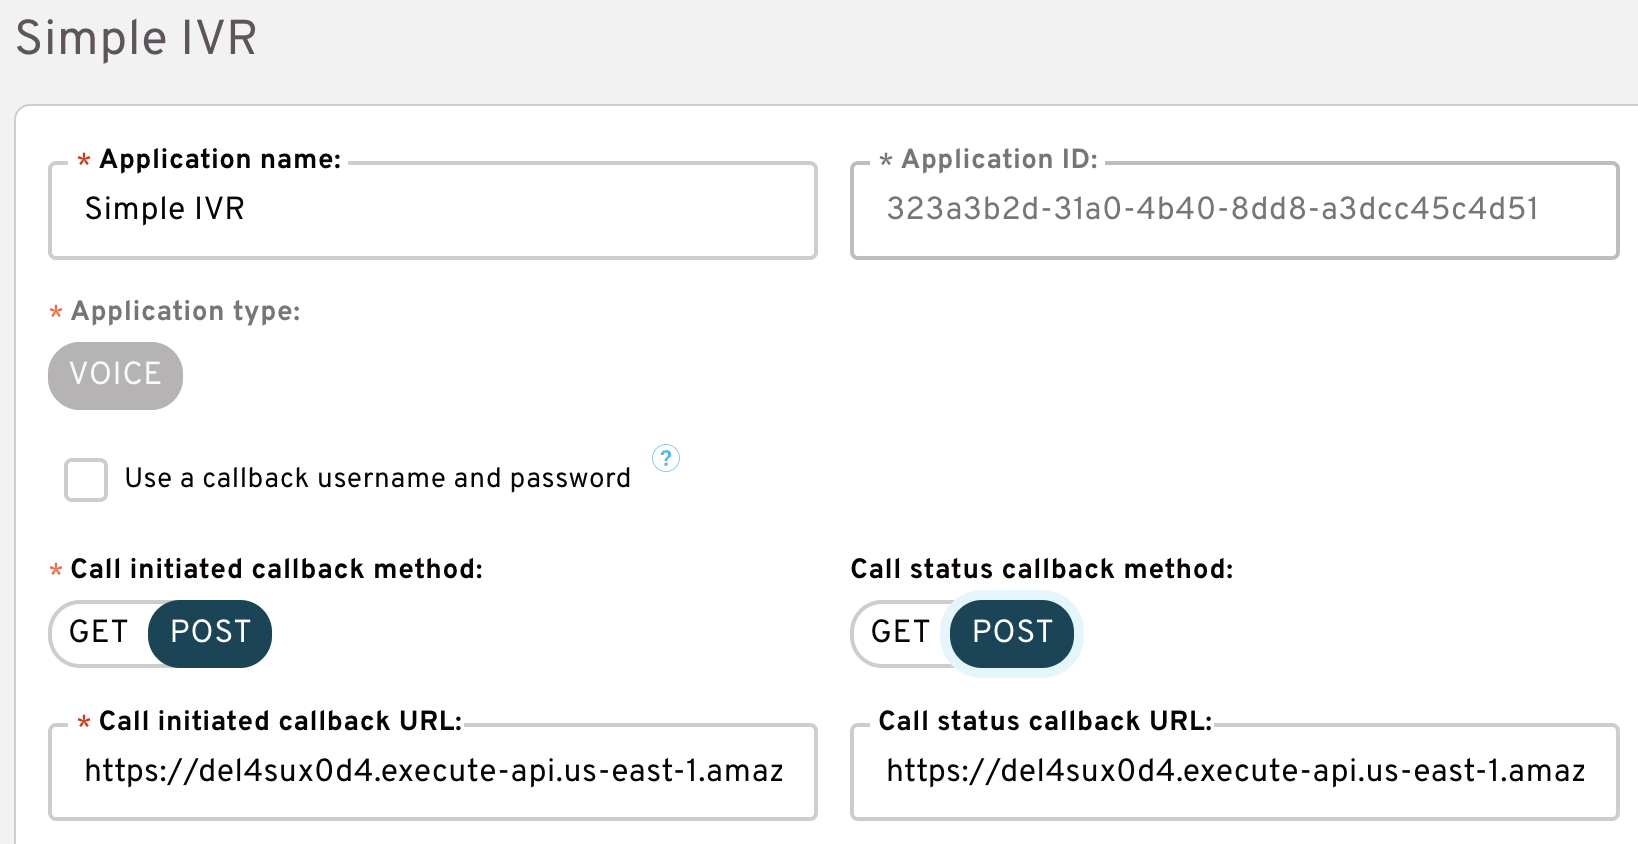 Simple IVR
* Application name:
Simple IVR
* Application ID:
323a3b2d-31a0-4b40-8dd8-a3dcc45c4d51
* Application type:
VOICE
Use a callback username and password ?
* Call initiated callback method:
GET POST
Call status callback method:
GET POST
* Call initiated callback URL:
https://del4sux0d4.execute-api.us-east-1.amaz
Call status callback URL:
https://del4sux0d4.execute-api.us-east-1.amaz